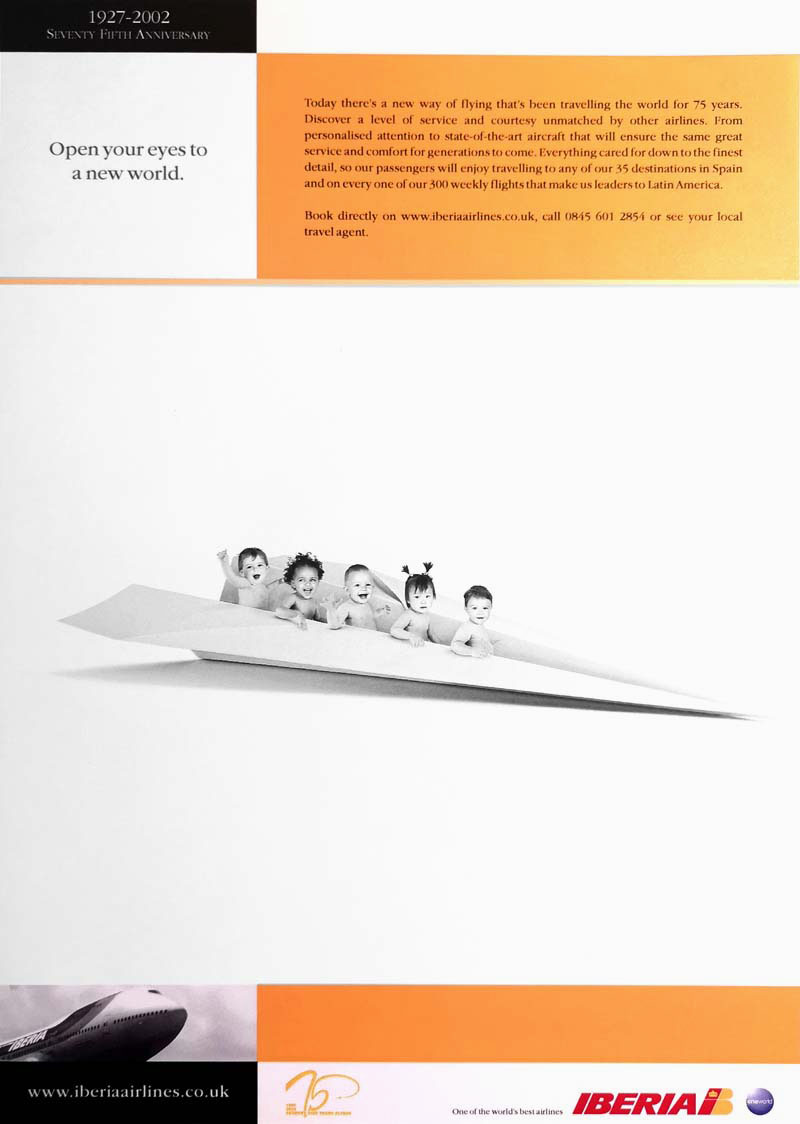 1927-2002
SEVENTY FIFTH ANNIVERSARY
Open your eyes to
a new world.
Today there's a new way of flying that's been travelling the world for 75 years.
Discover a level of service and courtesy unmatched by other airlines. From
personalised attention to state-of-the-art aircraft that will ensure the same great
service and comfort for generations to come. Everything cared for down to the finest
detail, so our passengers will enjoy travelling to any of our 35 destinations in Spain
and on every one of our 300 weekly flights that make us leaders to Latin America.
Book directly on www.iberiaairlines.co.uk, call 0845 601 2854 or see your local
travel agent.
IBERIA
www.iberiaairlines.co.uk
75
One of the world's best airlines
IBERIA
oneworld